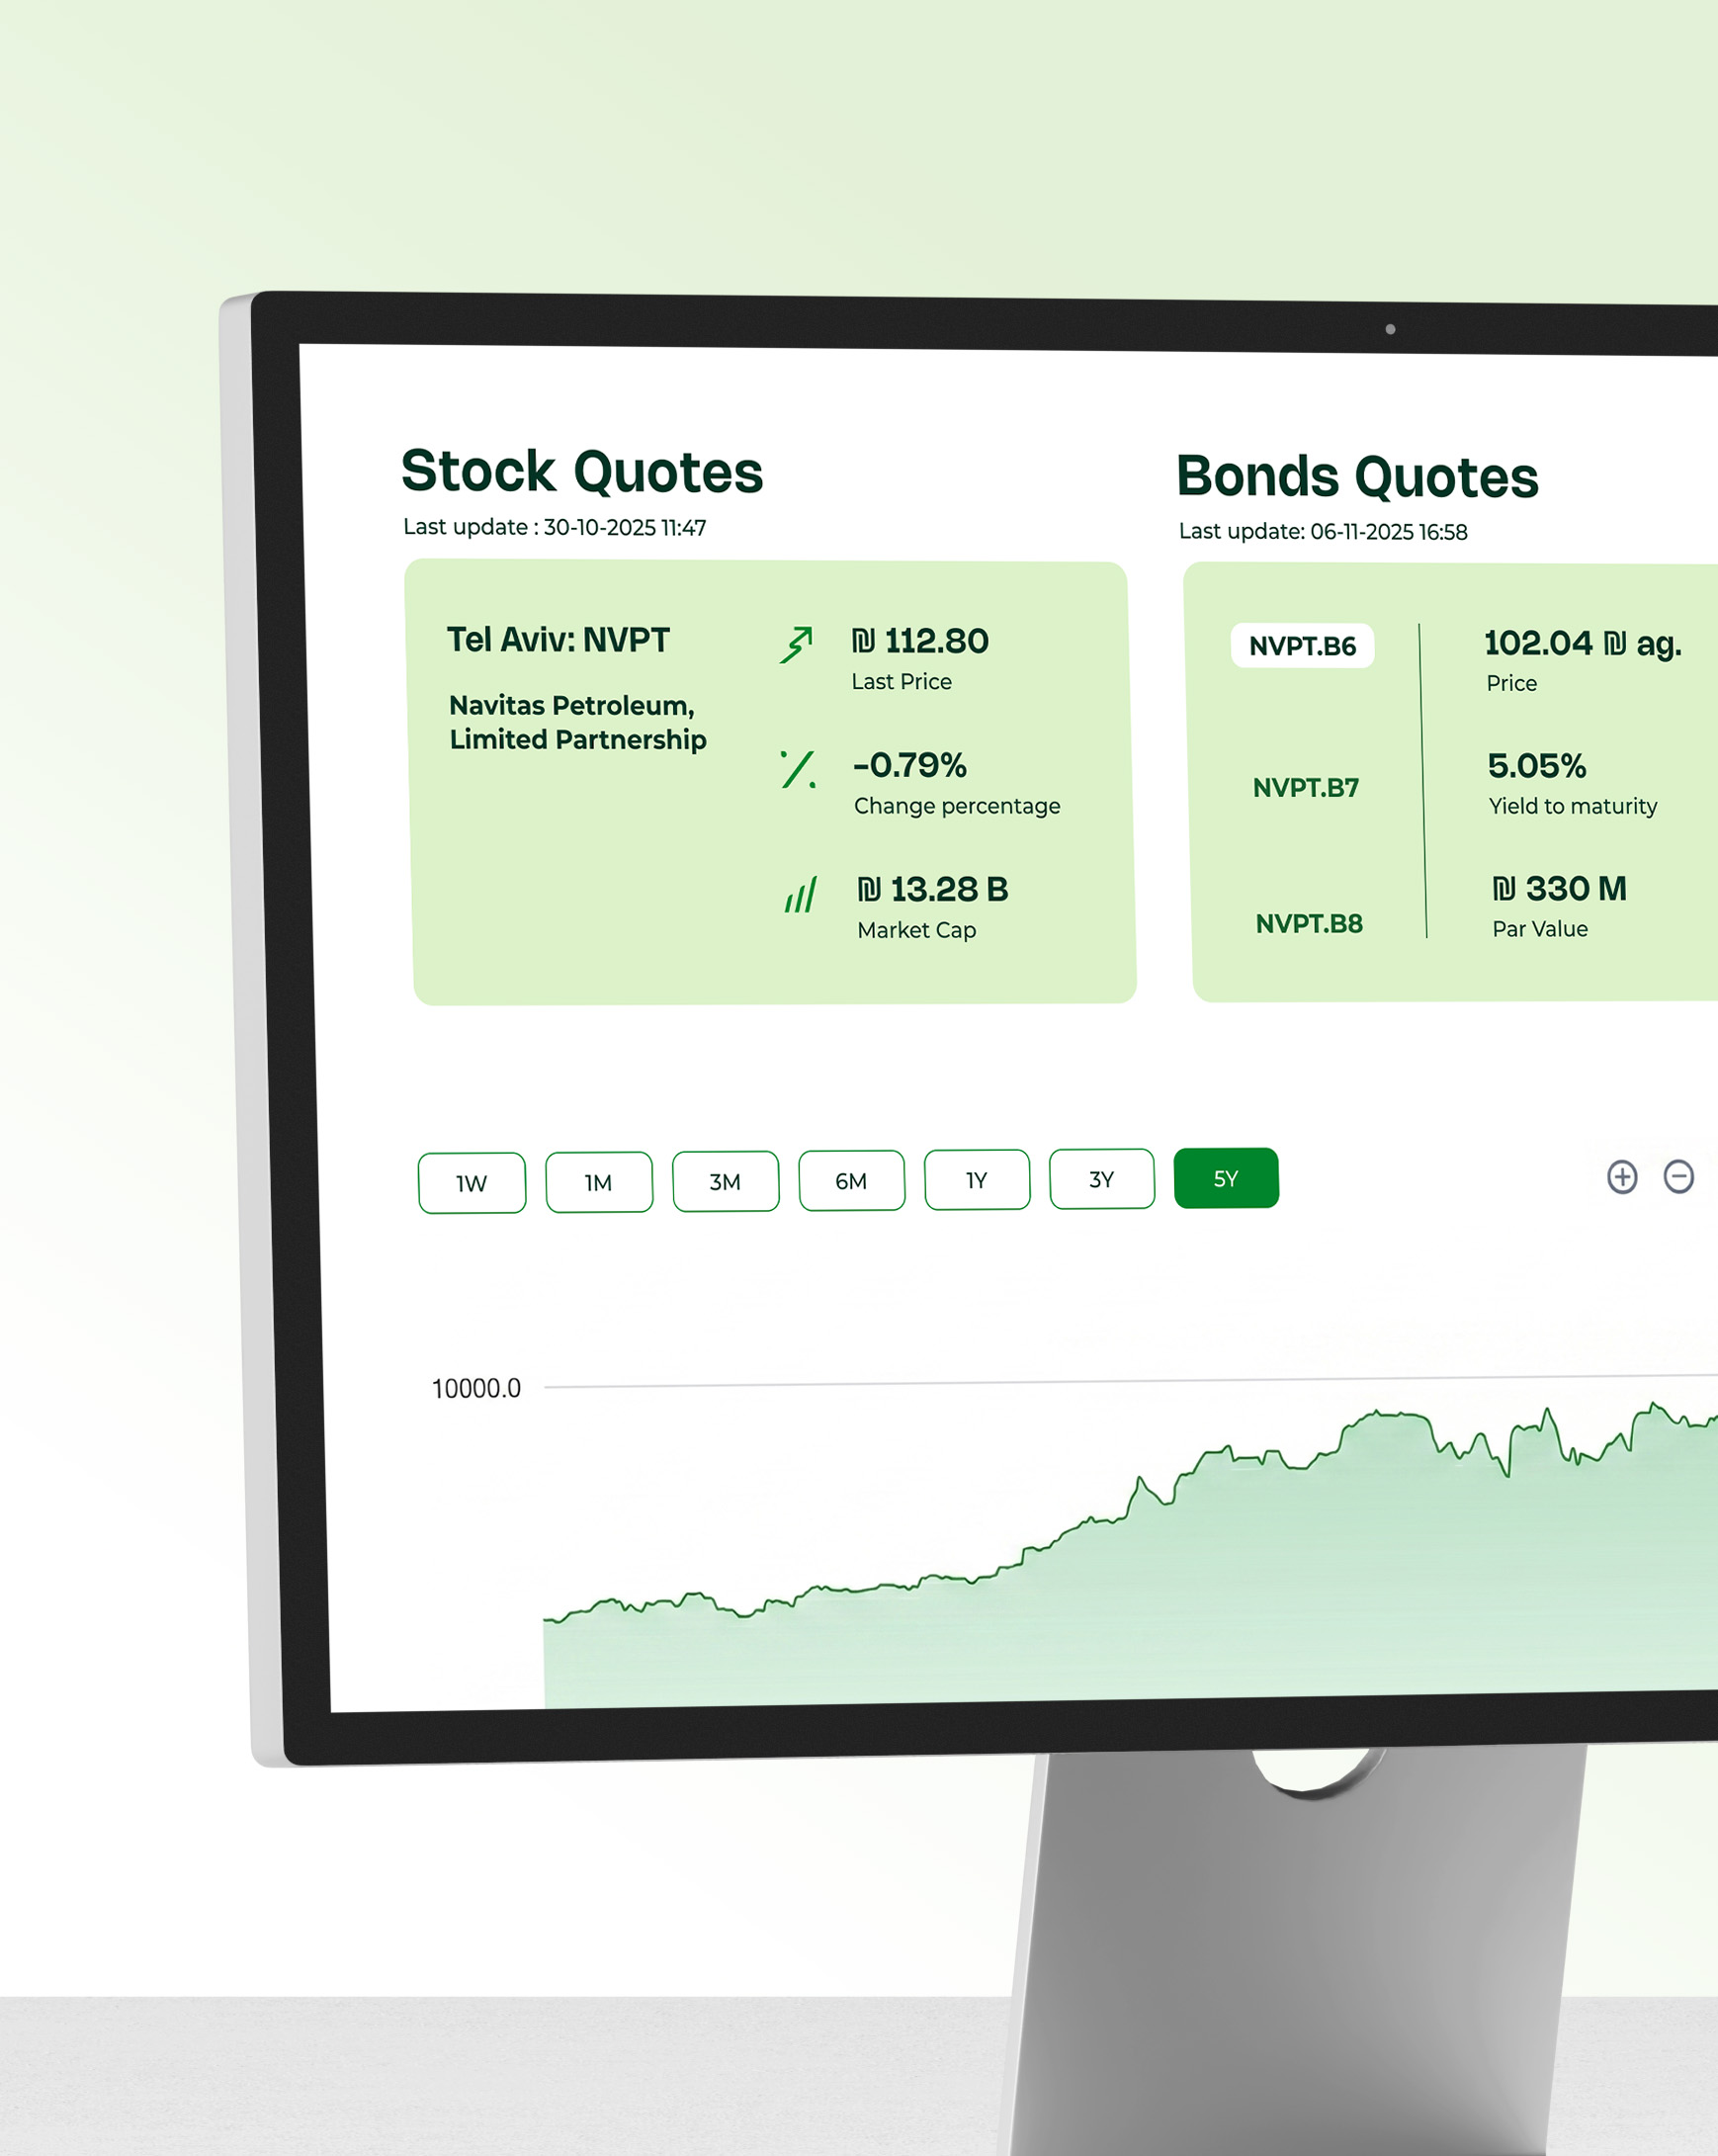 Stock Quotes
Last update : 30-10-2025 11:47
Tel Aviv: NVPT
Navitas Petroleum,
Limited Partnership
₪ 112.80
Last Price
-0.79%
Change percentage
₪ 13.28 B
Market Cap
Bonds Quotes
Last update: 06-11-2025 16:58
NVPT.B6
NVPT.B7
NVPT.B8
102.04 ₪ ag.
Price
5.05%
Yield to maturity
₪ 330 M
Par Value
1W
1M
3M
6M
1Y
3Y
5Y
10000.0